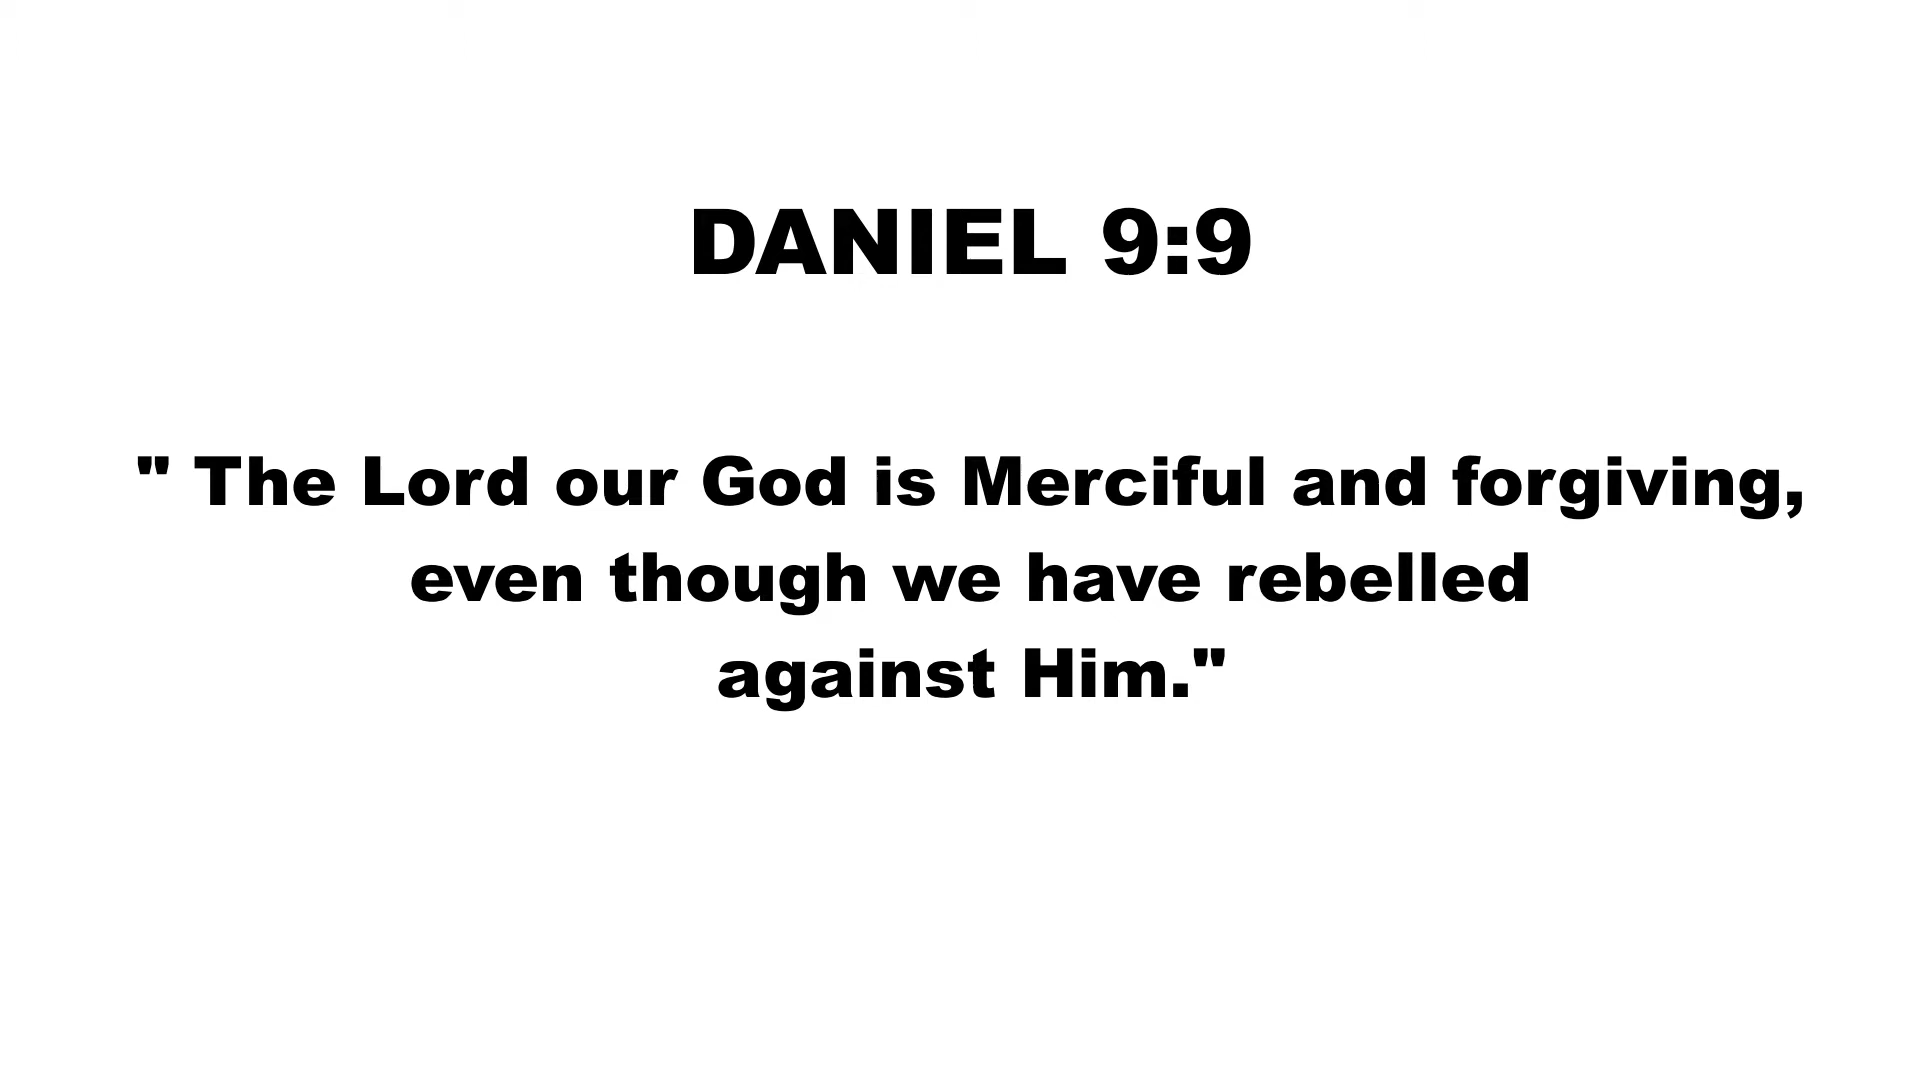 DANIEL 9:9
" The Lord our God is Merciful and forgiving,
even though we have rebelled
against Him."